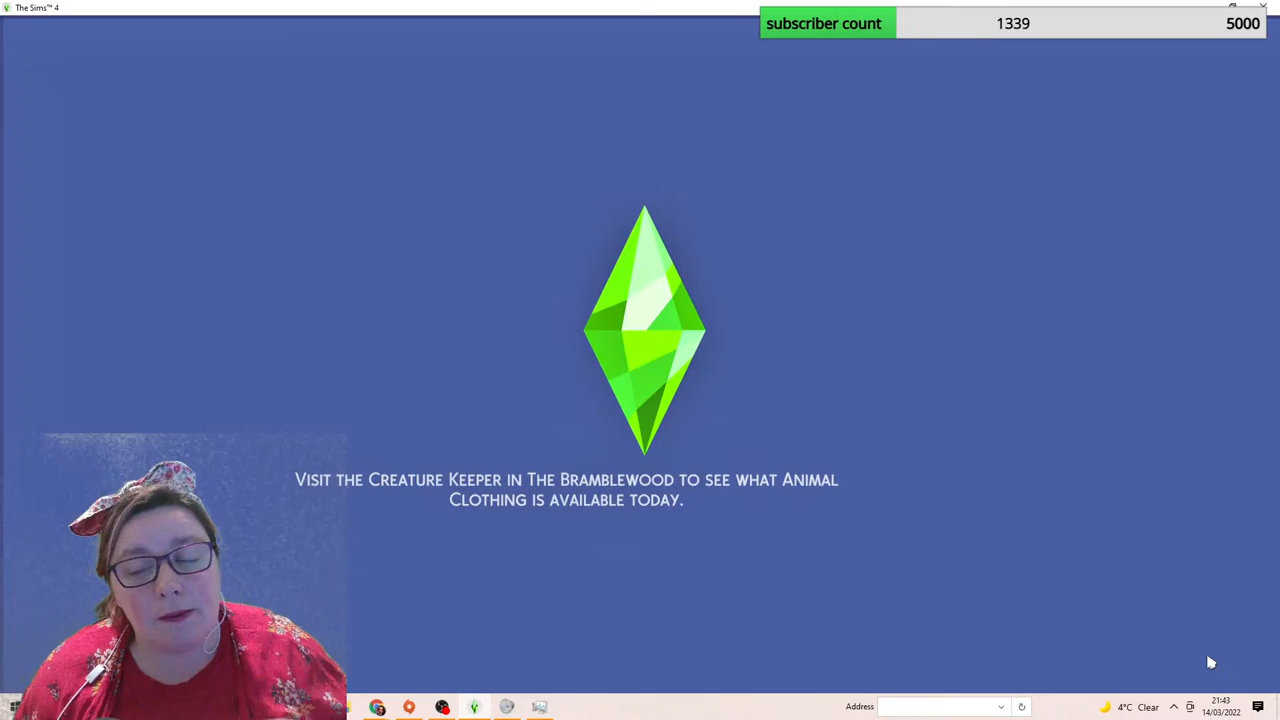 The Sims™ 4
subscriber count 1339 5000
VISIT THE CREATURE KEEPER IN THE BRAMBLEWOOD TO SEE WHAT ANIMAL
CLOTHING IS AVAILABLE TODAY.
Address
4°C Clear
21:43
14/03/2022